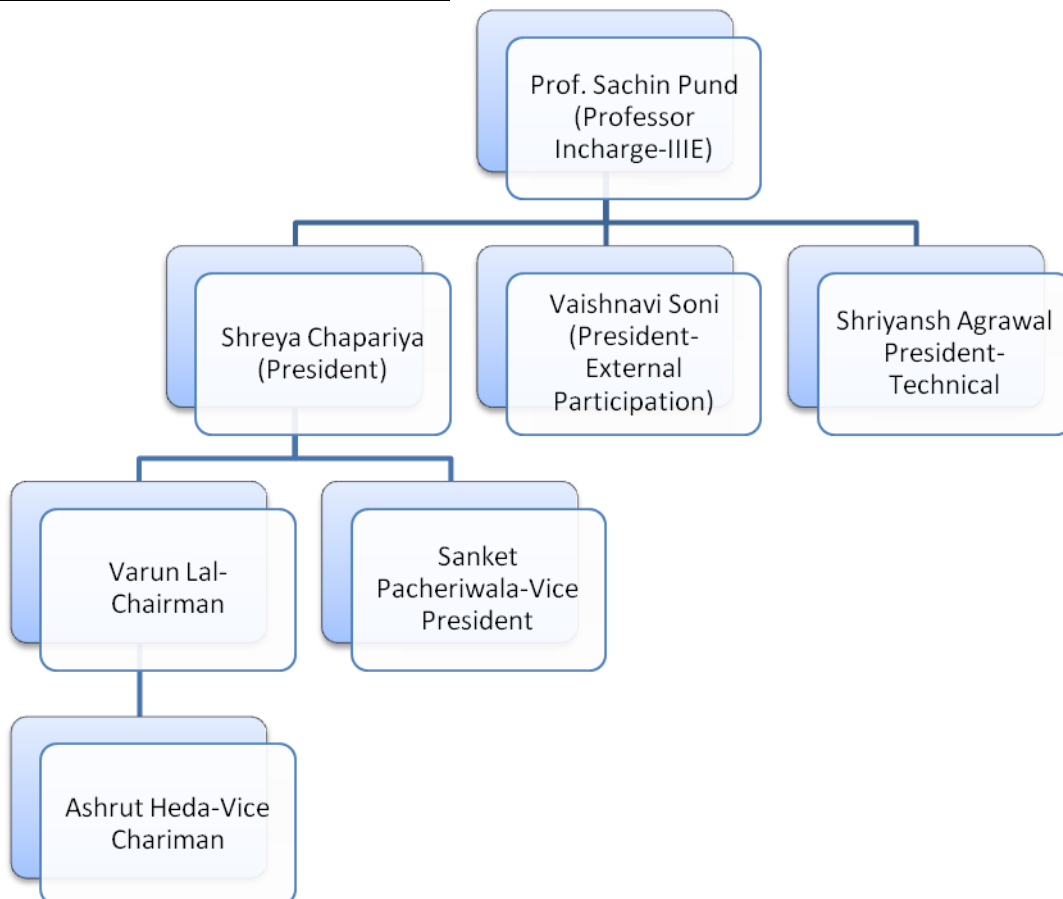 Prof. Sachin Pund
(Professor
Incharge-IIIE)
Shreya Chapariya
(President)
Vaishnavi Soni
(President-
External
Participation)
Shriyansh Agrawal
President-
Technical
Varun Lal-
Chairman
Sanket
Pacheriwala-Vice
President
Ashrut Heda-Vice
Chariman